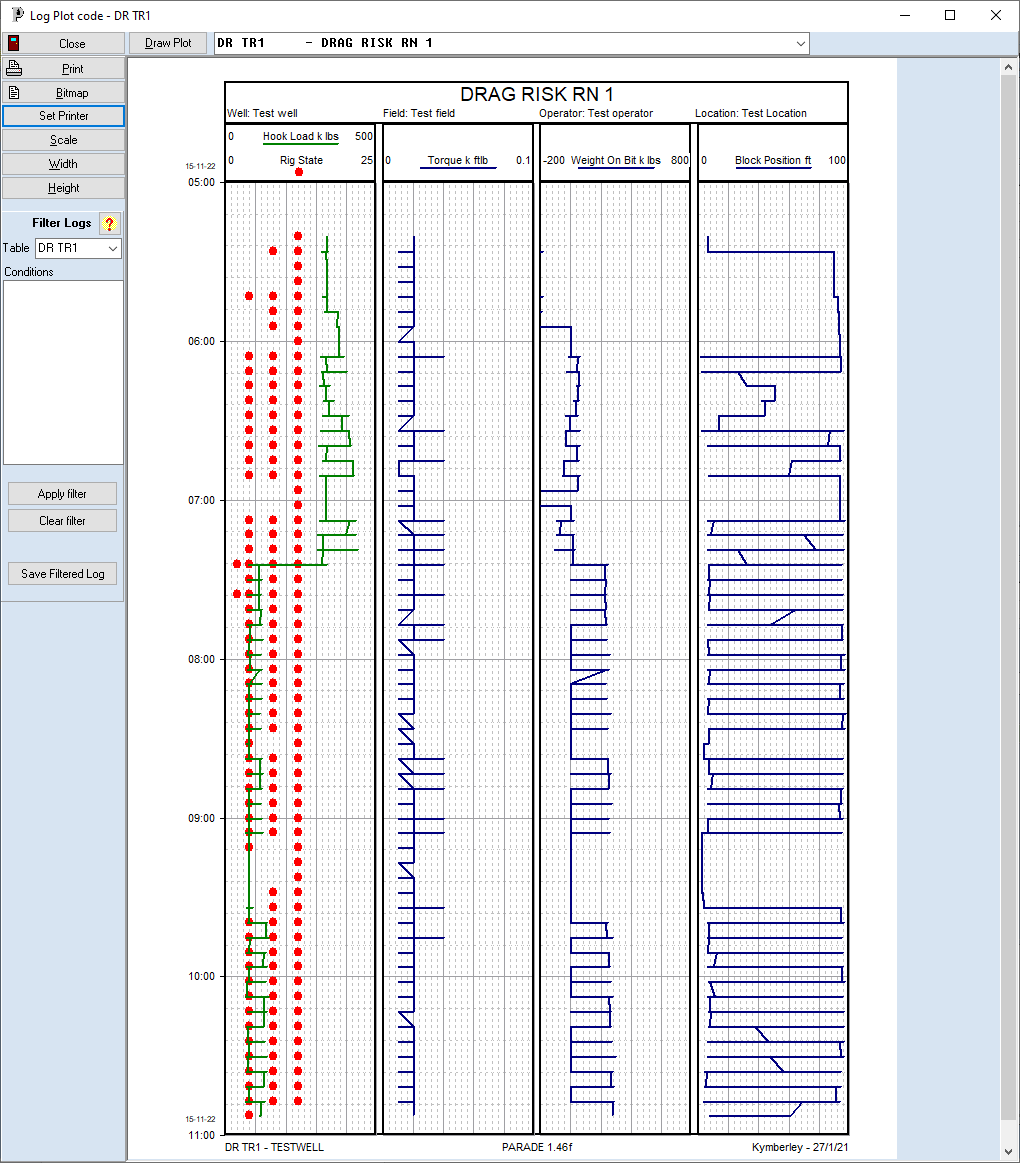 Log Plot code - DR TR1
Close
Draw Plot
DR TR1 - DRAG RISK RN 1
Print
Bitmap
Set Printer
Scale
Width
Height
Filter Logs ?
Table DR TR1
Conditions
Apply filter
Clear filter
Save Filtered Log
DRAG RISK RN 1
Well: Test well Field: Test field Operator: Test operator Location: Test Location
0 Hook Load k lbs 500
0 Rig State 25 0 Torque k ftlb 0.1 -200 Weight On Bit k lbs 800 0 Block Position ft 100
15-11-22
05:00
06:00
07:00
08:00
09:00
10:00
15-11-22
11:00
DR TR1 - TESTWELL PARADE 1.46f Kymberley - 27/1/21